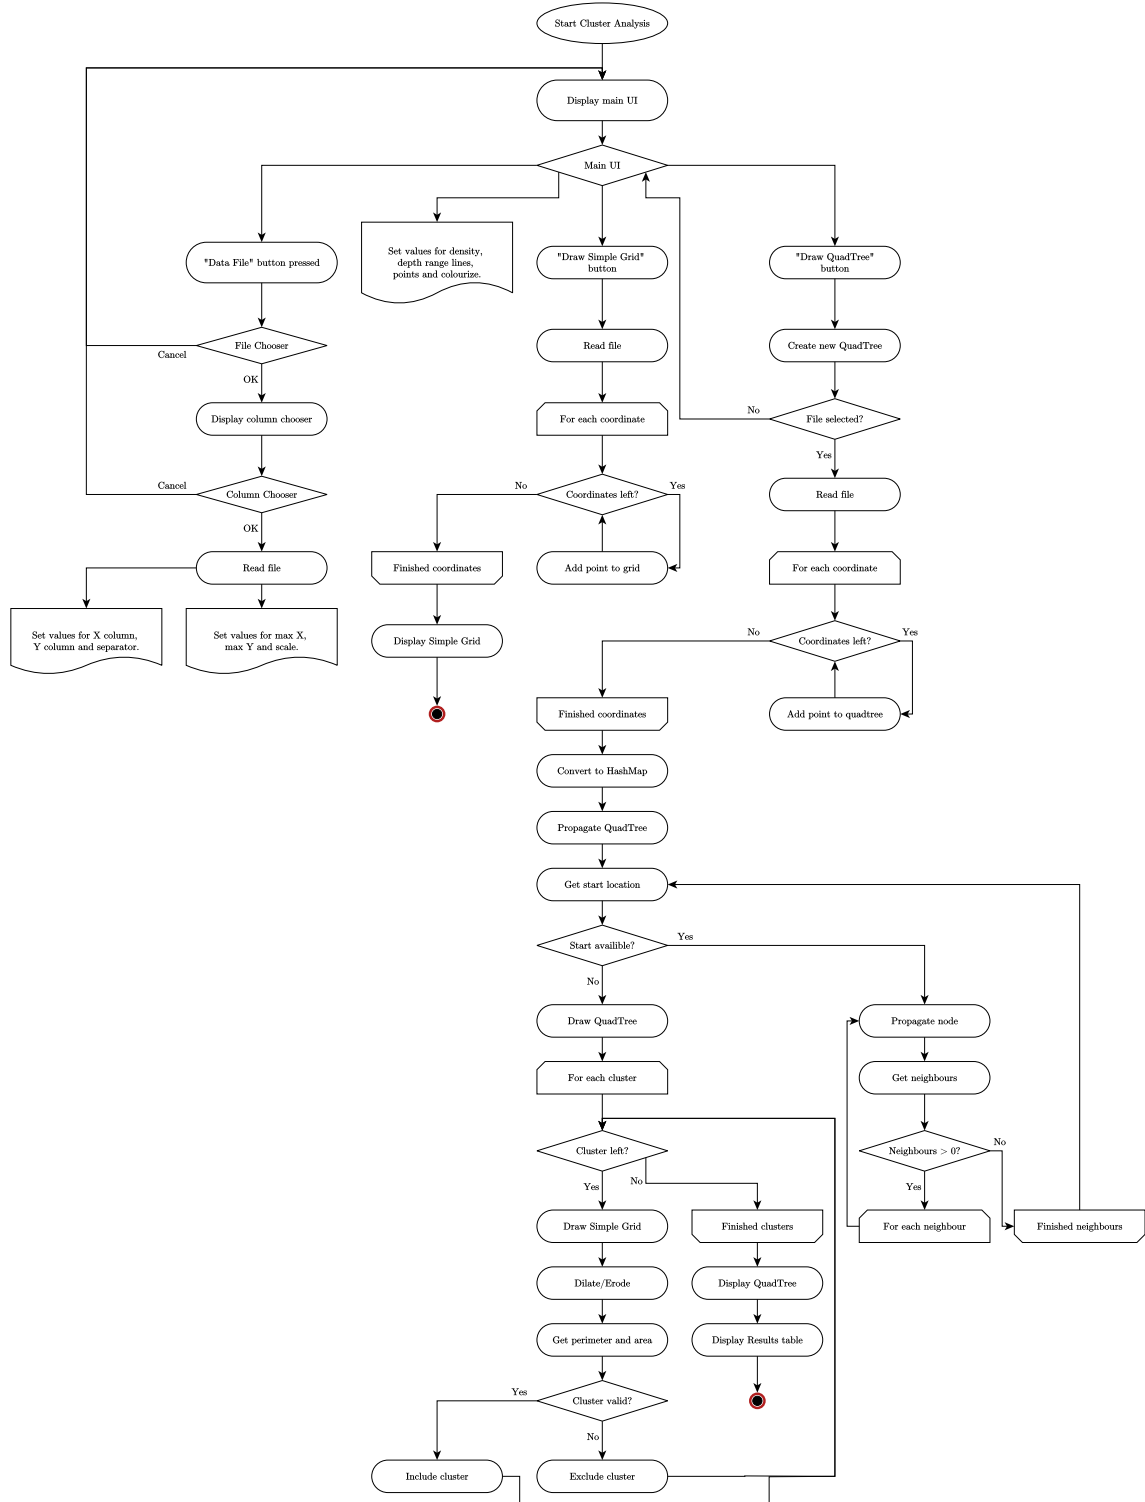 Start Cluster Analysis
Display main UI
Main UI
"Data File" button pressed
Set values for density,
depth range lines,
points and colourize.
"Draw Simple Grid"
button
"Draw QuadTree"
button
File Chooser
Cancel
OK
Read file
Create new QuadTree
Display column chooser
For each coordinate
No
File selected?
Yes
Cancel
Column Chooser
OK
No
Coordinates left?
Yes
Read file
Read file
Finished coordinates
Add point to grid
For each coordinate
Set values for X column,
Y column and separator.
Set values for max X,
max Y and scale.
Display Simple Grid
No
Coordinates left?
Yes
Finished coordinates
Add point to quadtree
Convert to HashMap
Propagate QuadTree
Get start location
Start availible?
Yes
No
Draw QuadTree
Propagate node
For each cluster
Get neighbours
Cluster left?
Yes
No
Neighbours > 0?
No
Yes
Draw Simple Grid
Finished clusters
For each neighbour
Finished neighbours
Dilate/Erode
Display QuadTree
Get perimeter and area
Display Results table
Yes
Cluster valid?
No
Include cluster
Exclude cluster